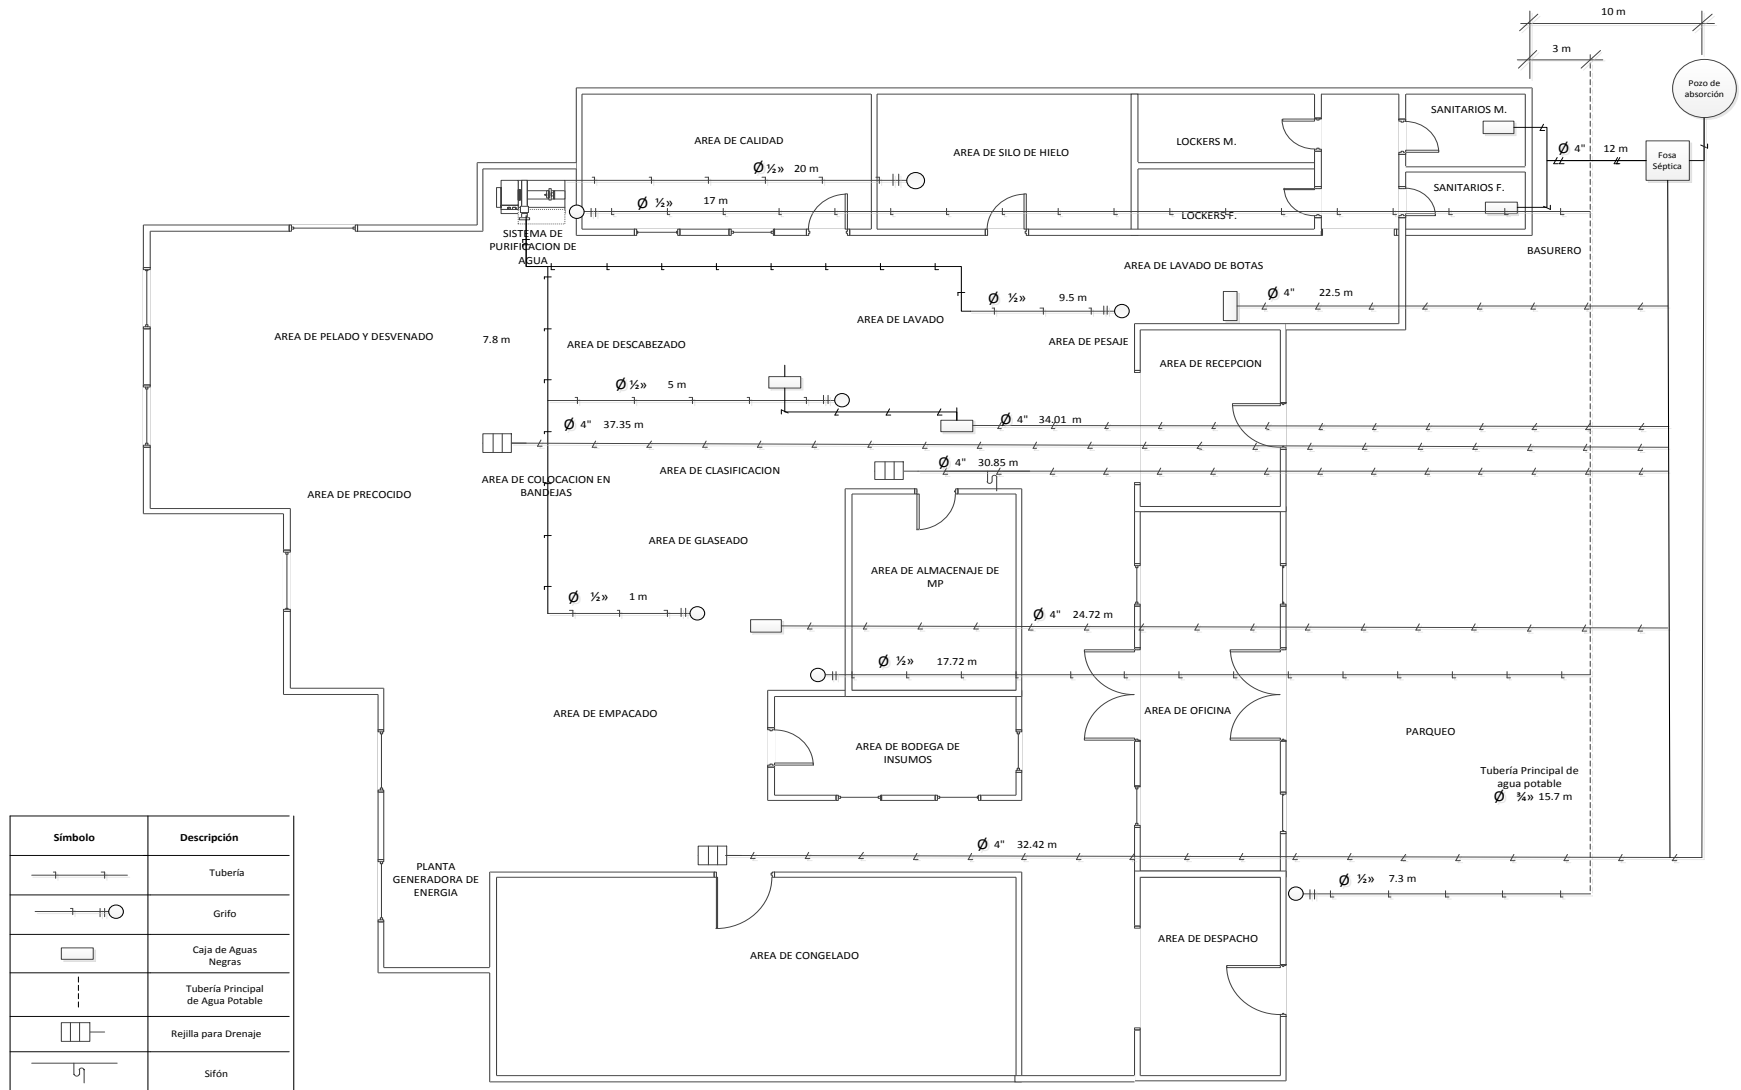 10 m
3 m
Pozo de
absorción
SANITARIOS M.
AREA DE CALIDAD
LOCKERS M.
AREA DE SILO DE HIELO
Ø 4" 12 m
Fosa
Séptica
Ø ½» 20 m
SANITARIOS F.
Ø ½» 17 m
LOCKERS F.
SISTEMA DE
PURIFICACION DE
AGUA
BASURERO
AREA DE LAVADO DE BOTAS
Ø 4" 22.5 m
Ø ½» 9.5 m
AREA DE LAVADO
AREA DE PELADO Y DESVENADO
7.8 m
AREA DE DESCABEZADO
AREA DE PESAJE
AREA DE RECEPCION
Ø ½» 5 m
Ø 4" 37.35 m
Ø 4" 34.01 m
Ø 4" 30.85 m
AREA DE CLASIFICACION
AREA DE COLOCACION EN
BANDEJAS
AREA DE PRECOCIDO
AREA DE GLASEADO
AREA DE ALMACENAJE DE
MP
Ø ½» 1 m
Ø 4" 24.72 m
Ø ½» 17.72 m
AREA DE EMPACADO
AREA DE OFICINA
PARQUEO
AREA DE BODEGA DE
INSUMOS
Tubería Principal de
agua potable
Ø ¾» 15.7 m
Ø 4" 32.42 m
PLANTA
GENERADORA DE
ENERGIA
Ø ½» 7.3 m
AREA DE DESPACHO
AREA DE CONGELADO
Símbolo Descripción
Tubería
Grifo
Caja de Aguas
Negras
Tubería Principal
de Agua Potable
Rejilla para Drenaje
Sifón